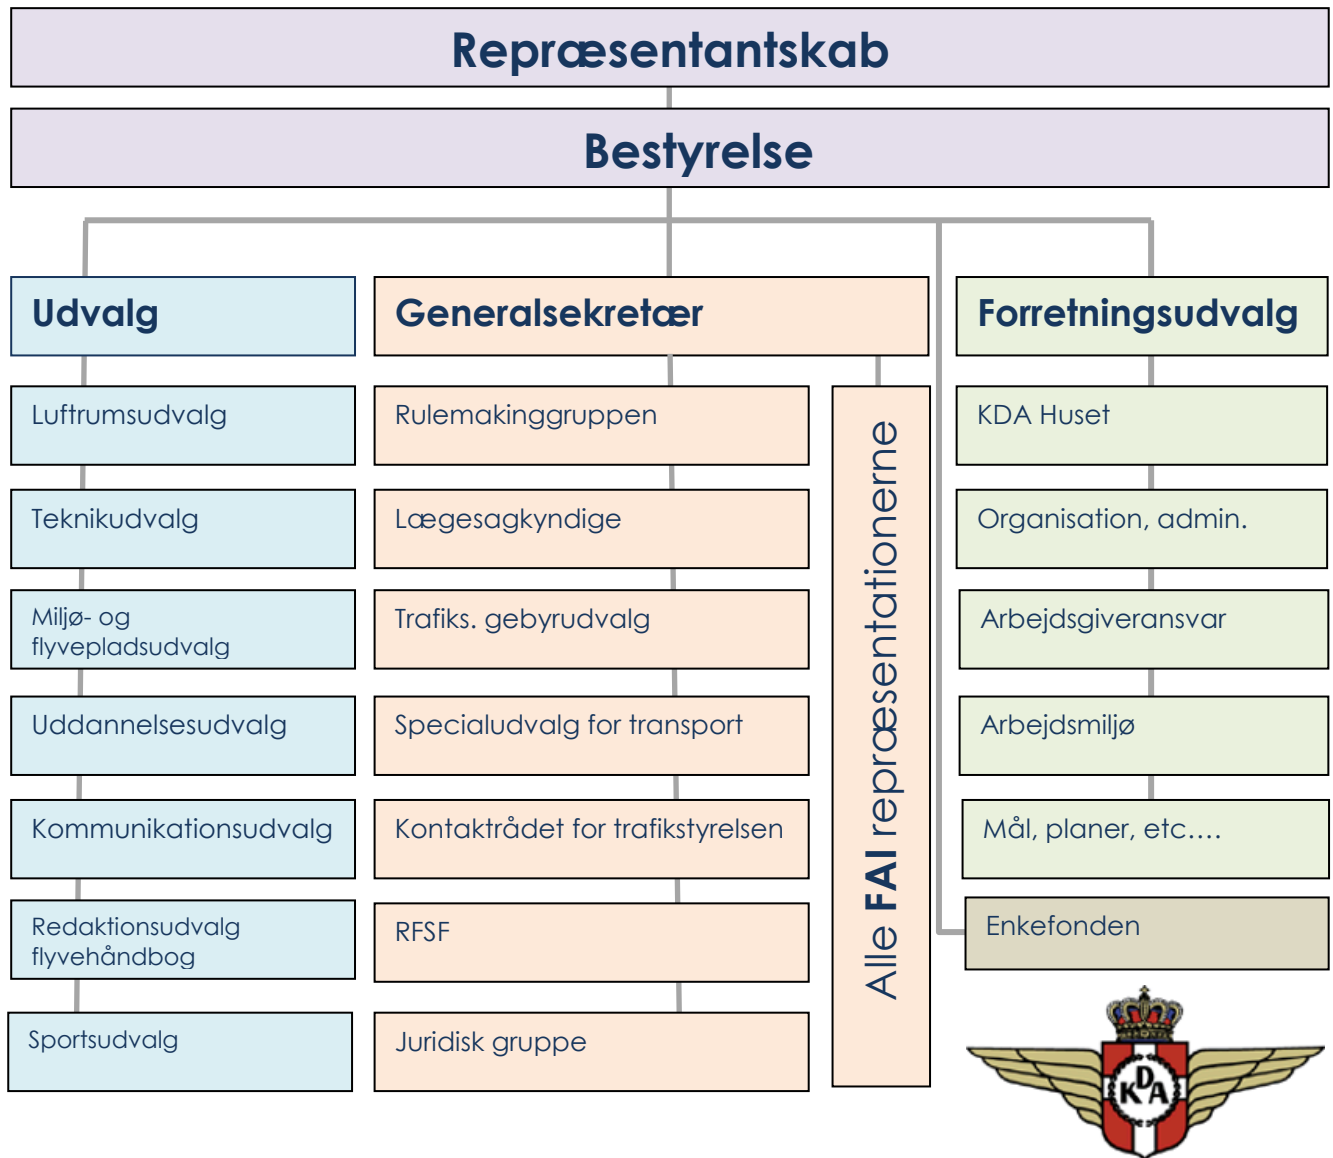 Repræsentantskab
Bestyrelse
Udvalg
Luftrumsudvalg
Teknikudvalg
Miljø- og
flyvepladsudvalg
Uddannelsesudvalg
Kommunikationsudvalg
Redaktionsudvalg
flyvehåndbog
Sportsudvalg
Generalsekretær
Rulemakinggruppen
Lægesagkyndige
Trafiks. gebyrudvalg
Specialudvalg for transport
Kontaktrådet for trafikstyrelsen
RFSF
Juridisk gruppe
Alle FAI repræsentationerne
Forretningsudvalg
KDA Huset
Organisation, admin.
Arbejdsgiveransvar
Arbejdsmiljø
Mål, planer, etc....
Enkefonden
KDA